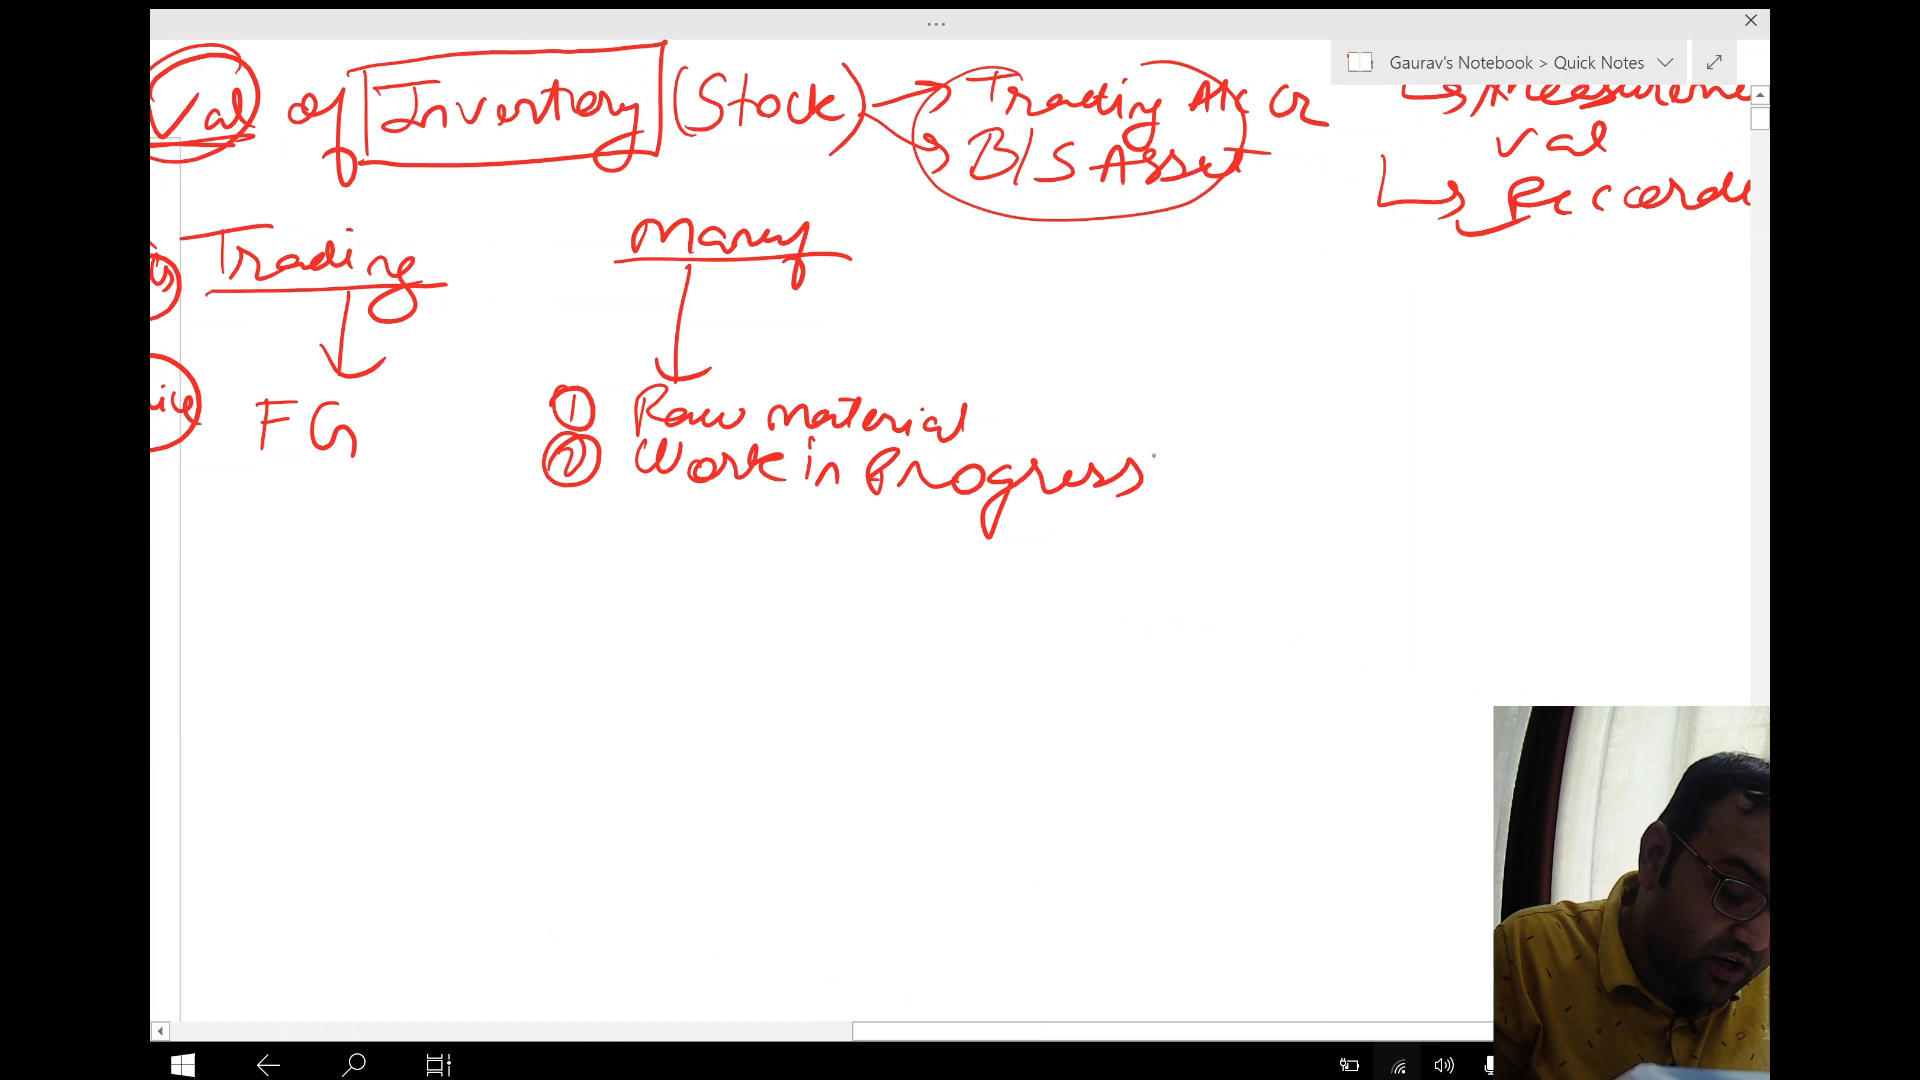 Gaurav's Notebook > Quick Notes
Val of Inventory (Stock) Trading A/c Cr
B/S Asset
val
Trading Manuf
FG
① Raw material
② Work in Progress